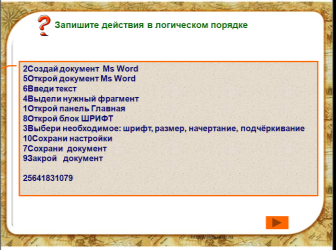 ?
Запишите действия в логическом порядке
2Создай документ Ms Word
5Открой документ Ms Word
6Введи текст
4Выдели нужный фрагмент
1Открой панель Главная
8Открой блок ШРИФТ
3Выбери необходимое: шрифт, размер, начертание, подчёркивание
10Сохрани настройки
7Сохрани документ
9Закрой документ
25641831079